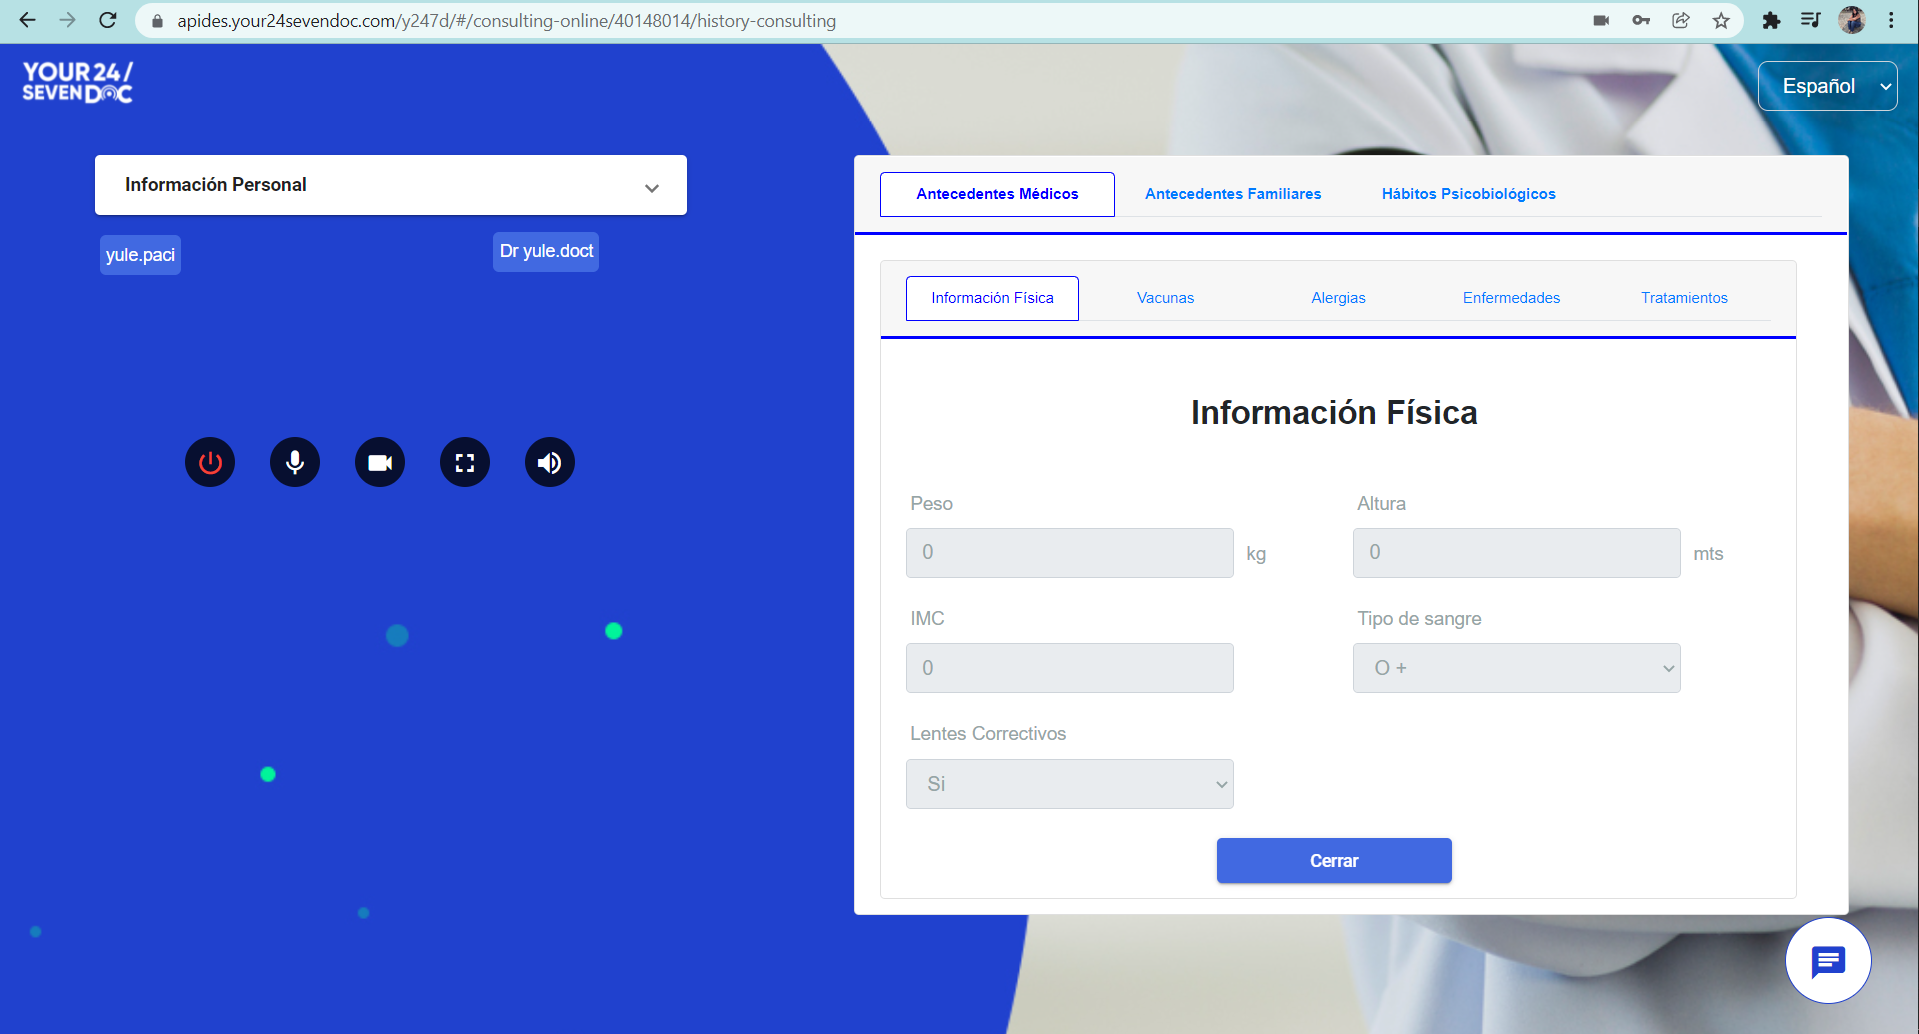 apides.your24sevendoc.com/y247d/#/consulting-online/40148014/history-consulting
YOUR 24/
SEVEN DOC
Español
Información Personal
yule.paci
Dr yule.doct
Antecedentes Médicos
Antecedentes Familiares
Hábitos Psicobiológicos
Información Física
Vacunas
Alergias
Enfermedades
Tratamientos
Información Física
Peso
Altura
0
kg
0
mts
IMC
Tipo de sangre
0
O +
Lentes Correctivos
Si
Cerrar